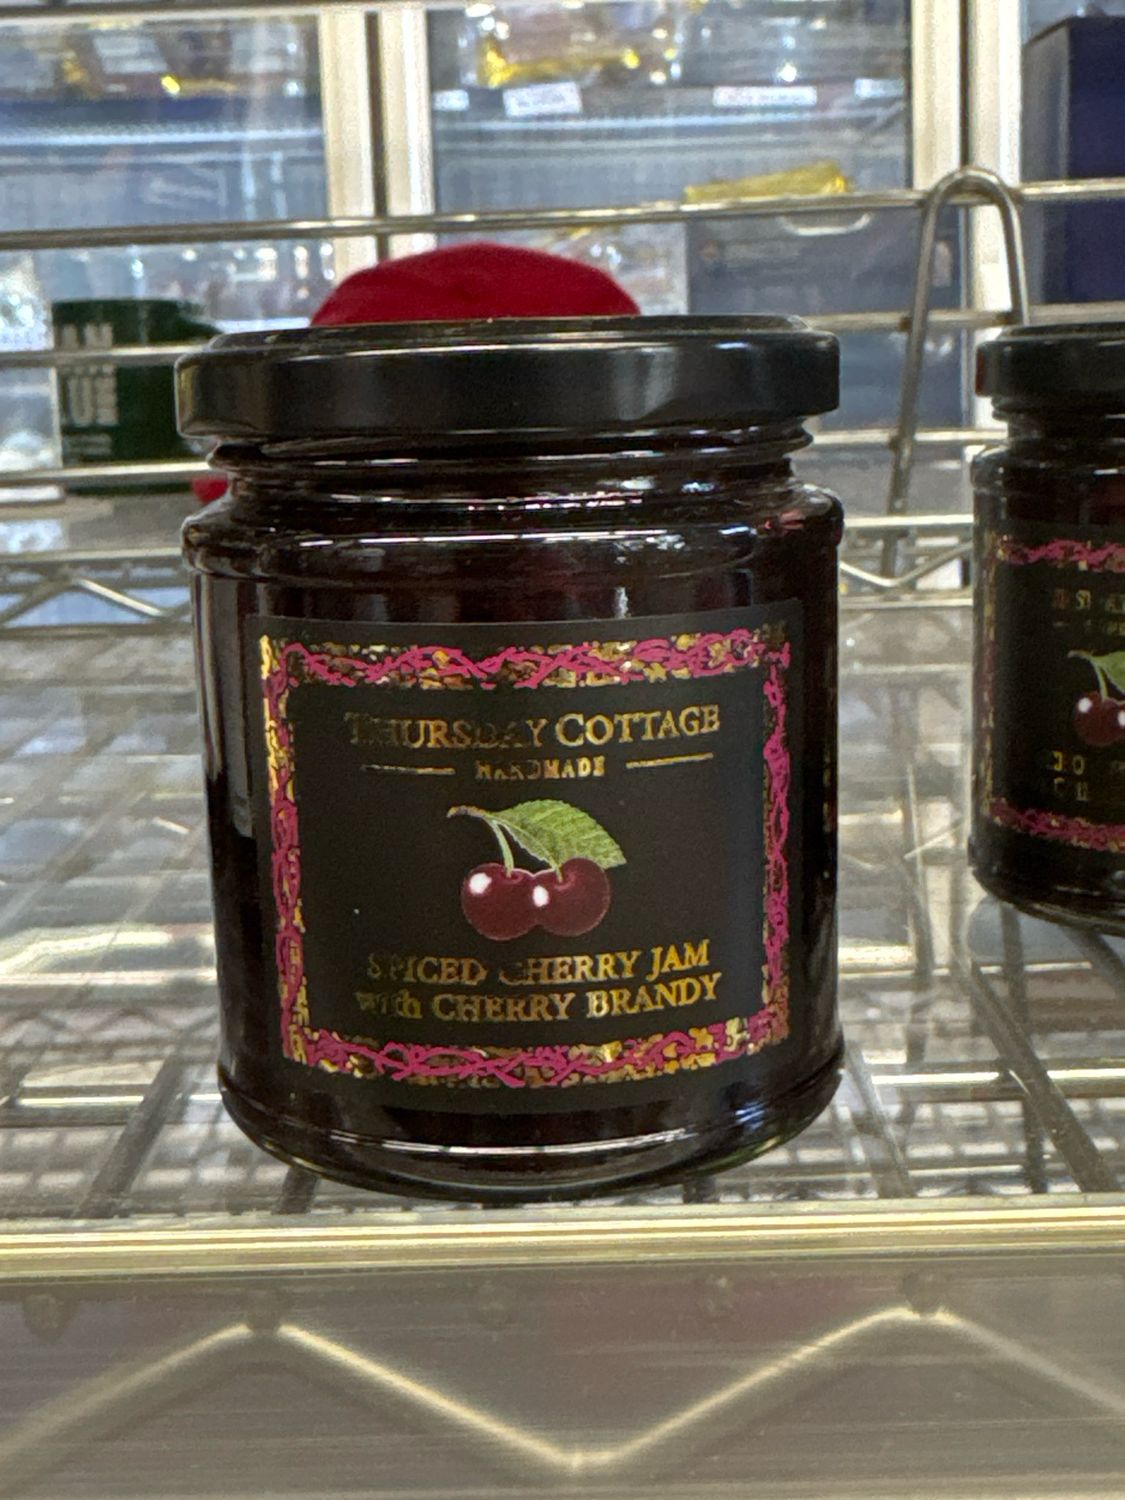 THURSDAY COTTAGE
HANDMADE
SPICED CHERRY JAM
with CHERRY BRANDY